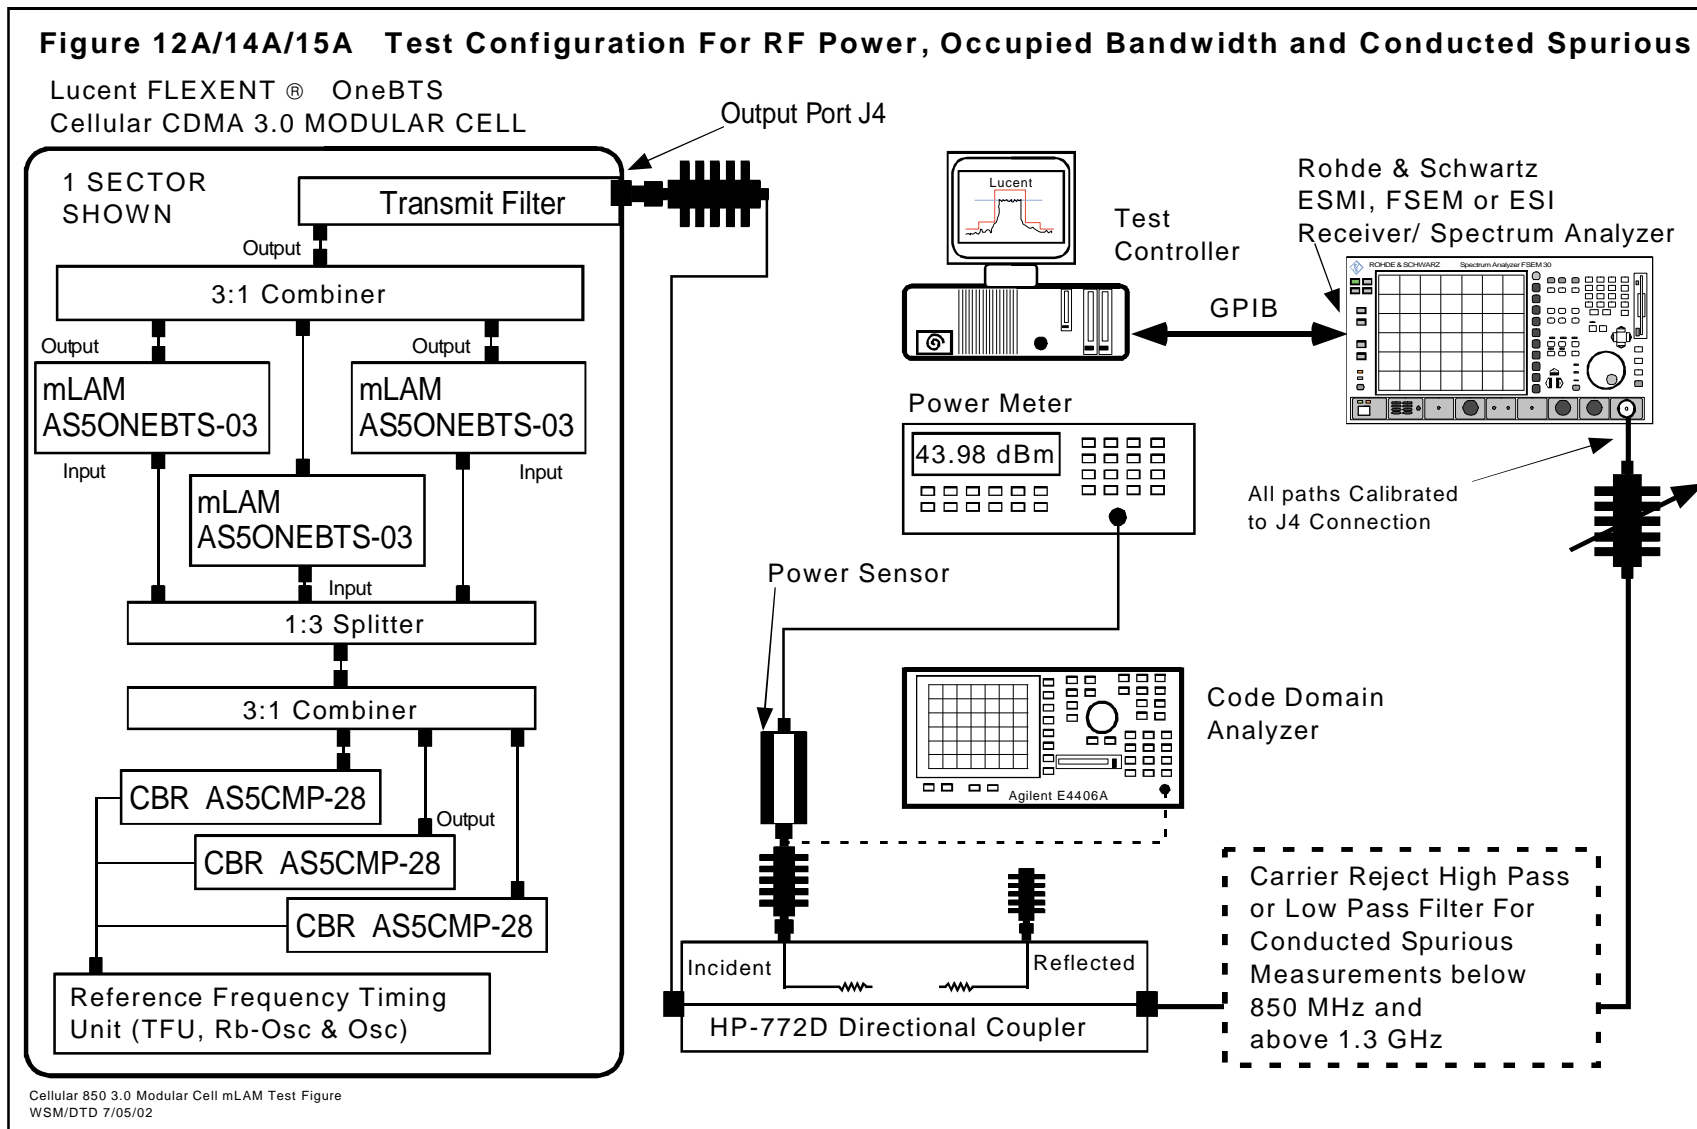 Figure 12A/14A/15A Test Configuration For RF Power, Occupied Bandwidth and Conducted Spurious
Lucent FLEXENT ® OneBTS
Cellular CDMA 3.0 MODULAR CELL
Output Port J4
1 SECTOR
SHOWN
Transmit Filter
Output
3:1 Combiner
Output
Output
mLAM
AS5ONEBTS-03
mLAM
AS5ONEBTS-03
Input
Input
mLAM
AS5ONEBTS-03
Input
1:3 Splitter
3:1 Combiner
CBR AS5CMP-28
Output
CBR AS5CMP-28
CBR AS5CMP-28
Reference Frequency Timing
Unit (TFU, Rb-Osc & Osc)
Lucent
Test
Controller
GPIB
Rohde & Schwartz
ESMI, FSEM or ESI
Receiver/ Spectrum Analyzer
ROHDE & SCHWARZ Spectrum Analyzer FSEM 30
Power Meter
43.98 dBm
All paths Calibrated
to J4 Connection
Power Sensor
Code Domain
Analyzer
Agilent E4406A
Incident
Reflected
HP-772D Directional Coupler
Carrier Reject High Pass
or Low Pass Filter For
Conducted Spurious
Measurements below
850 MHz and
above 1.3 GHz
Cellular 850 3.0 Modular Cell mLAM Test Figure
WSM/DTD 7/05/02